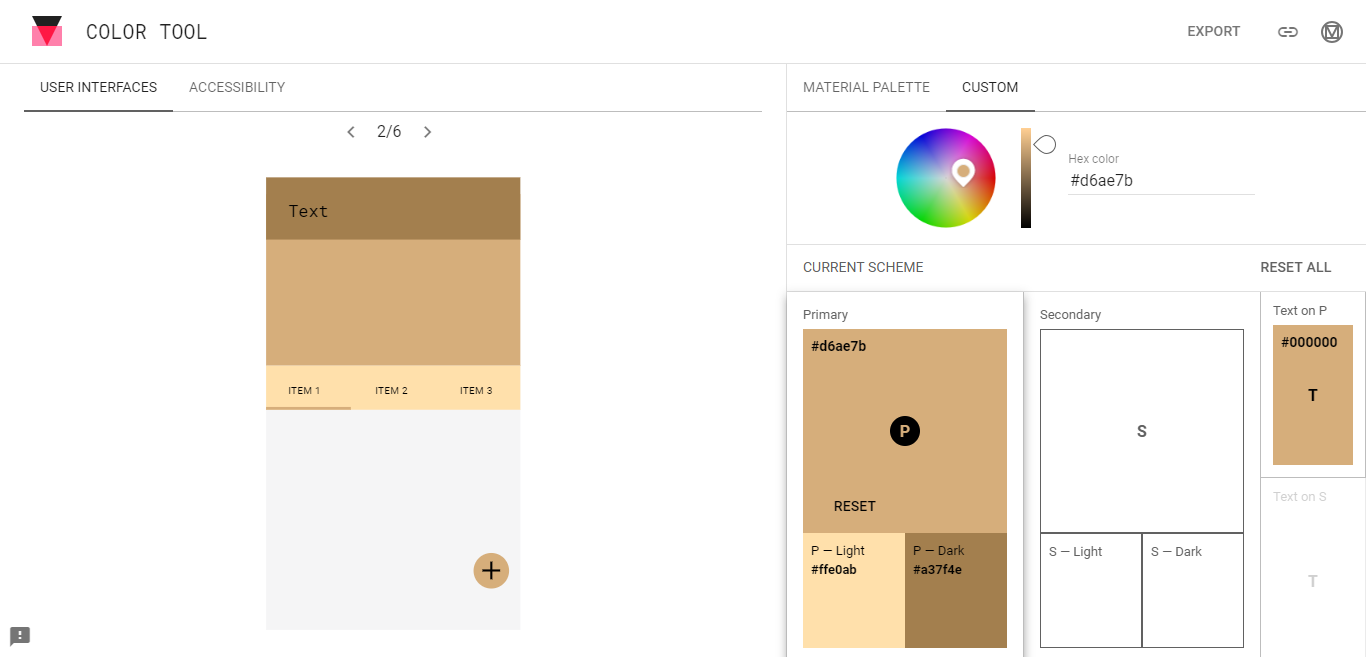 COLOR TOOL
EXPORT
USER INTERFACES
ACCESSIBILITY
2/6
Text
ITEM 1
ITEM 2
ITEM 3
MATERIAL PALETTE
CUSTOM
Hex color
#d6ae7b
CURRENT SCHEME
RESET ALL
Primary
#d6ae7b
P
RESET
P — Light
#ffe0ab
P — Dark
#a37f4e
Secondary
S
S — Light
S — Dark
Text on P
#000000
T
Text on S
T